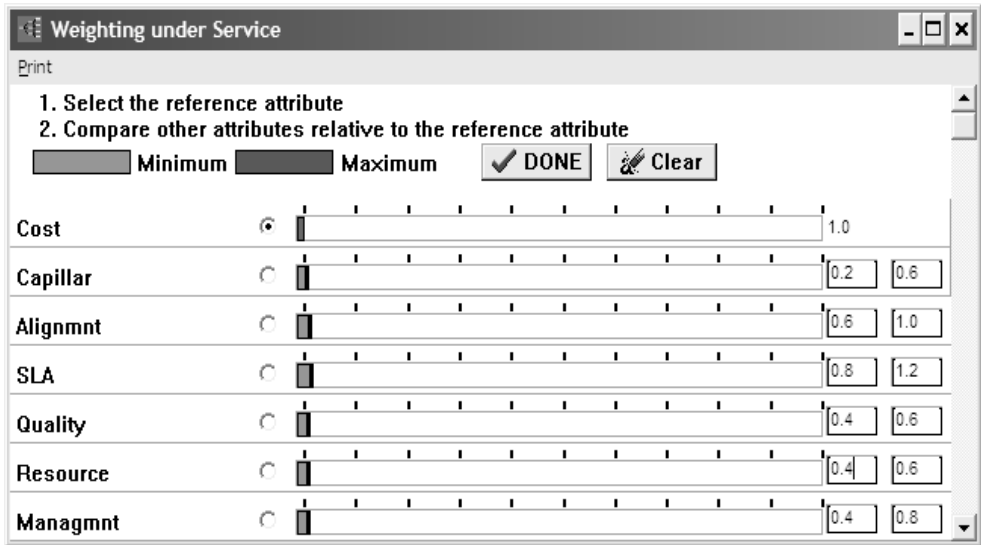 Weighting under Service
Print
1. Select the reference attribute
2. Compare other attributes relative to the reference attribute
Minimum Maximum DONE Clear
Cost 1.0
Capillar 0.2 0.6
Alignmnt 0.6 1.0
SLA 0.8 1.2
Quality 0.4 0.6
Resource 0.4 0.6
Managmnt 0.4 0.8